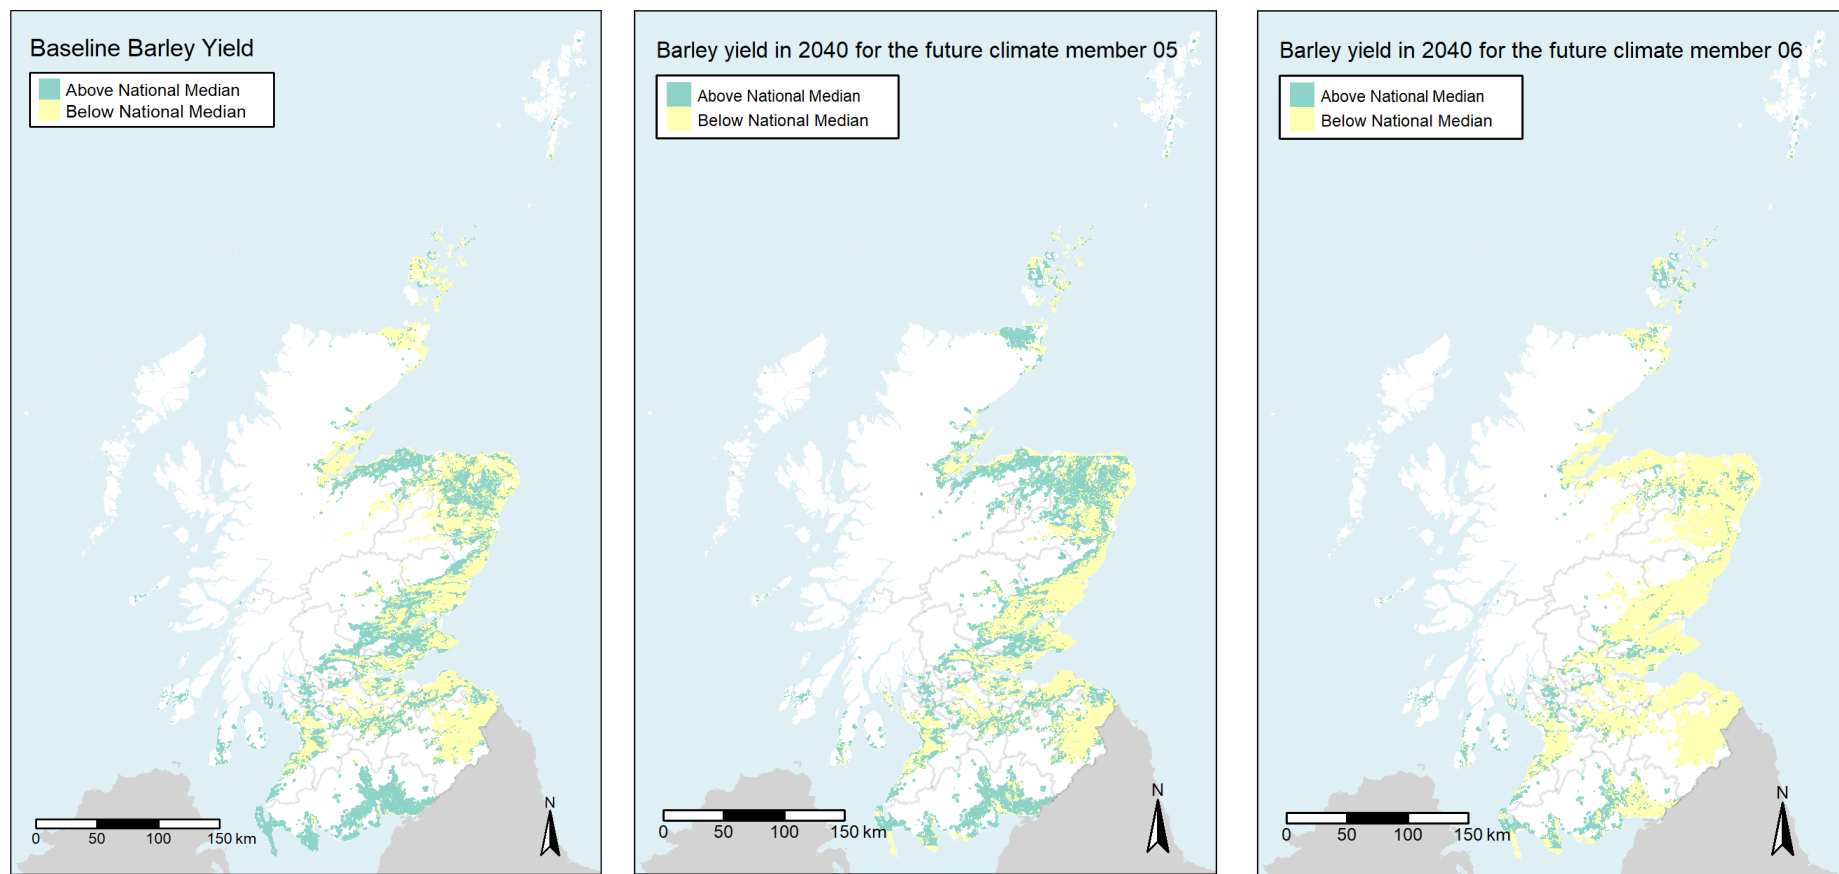 Baseline Barley Yield
Above National Median
Below National Median
N
0 50 100 150 km
Barley yield in 2040 for the future climate member 05
Above National Median
Below National Median
N
0 50 100 150 km
Barley yield in 2040 for the future climate member 06
Above National Median
Below National Median
N
0 50 100 150 km